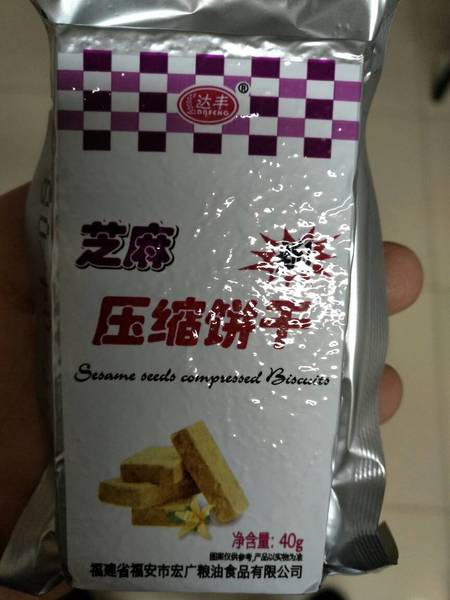 达丰
DAFENG
®
芝麻
压缩饼干
Sesame seeds compressed Biscuits
净含量: 40g
图案仅供参考,产品以实物为准
福建省福安市宏广粮油食品有限公司